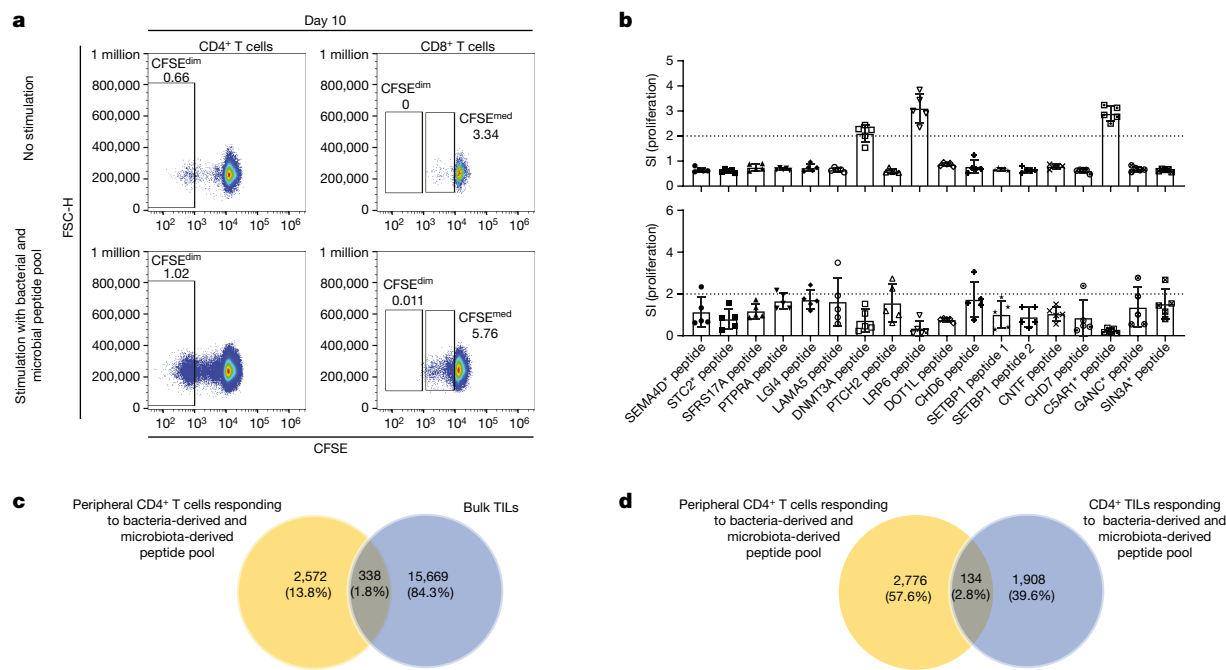 a
Day 10
CD4+ T cells
CD8+ T cells
No stimulation
Stimulation with bacterial and
microbial peptide pool
FSC-H
1 million
800,000
600,000
400,000
200,000
0
CFSEdim
0.66
10² 10³ 10⁴ 10⁵ 10⁶
1 million
800,000
600,000
400,000
200,000
0
CFSEdim
0
CFSEmed
3.34
10² 10³ 10⁴ 10⁵ 10⁶
1 million
800,000
600,000
400,000
200,000
0
CFSEdim
1.02
10² 10³ 10⁴ 10⁵ 10⁶
1 million
800,000
600,000
400,000
200,000
0
CFSEdim
0.011
CFSEmed
5.76
10² 10³ 10⁴ 10⁵ 10⁶
CFSE
b
SI (proliferation)
5
4
3
2
1
0
SI (proliferation)
6
4
2
0
SEMA4D* peptide
STC2* peptide
SFRS17A peptide
PTPRA peptide
LGI4 peptide
LAMA5 peptide
DNMT3A peptide
PTCH2 peptide
LRP6 peptide
DOT1L peptide
CHD6 peptide
SETBP1 peptide 1
SETBP1 peptide 2
CNTF peptide
CHD7 peptide
C5AR1* peptide
GANC* peptide
SIN3A* peptide
c
Peripheral CD4+ T cells responding
to bacteria-derived and
microbiota-derived
peptide pool
Bulk TILs
2,572
(13.8%)
338
(1.8%)
15,669
(84.3%)
d
Peripheral CD4+ T cells responding
to bacteria-derived and
microbiota-derived
peptide pool
CD4+ TILs responding
to bacteria-derived and
microbiota-derived
peptide pool
2,776
(57.6%)
134
(2.8%)
1,908
(39.6%)